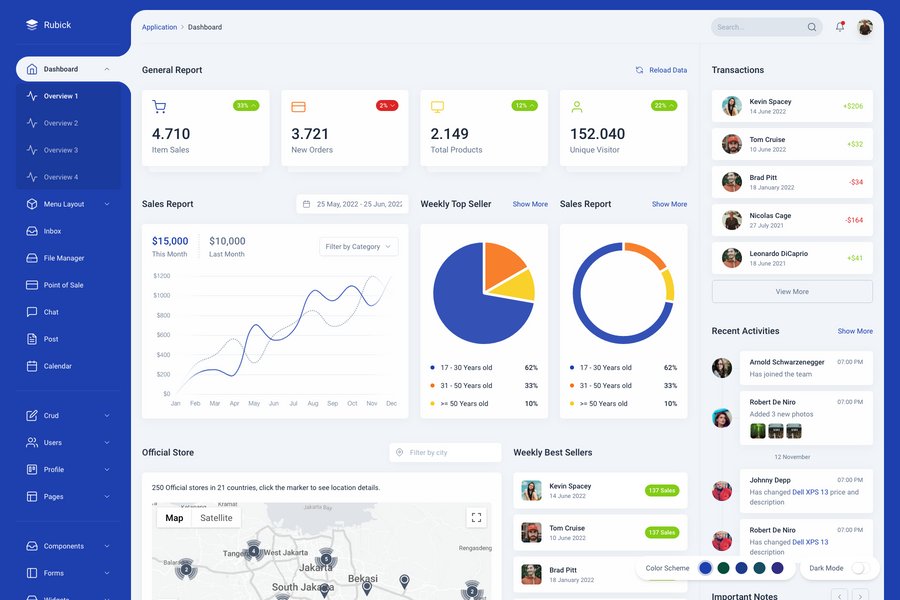 Rubick
Application > Dashboard
Search...
Dashboard
Overview 1
Overview 2
Overview 3
Overview 4
Menu Layout
Inbox
File Manager
Point of Sale
Chat
Post
Calendar
Crud
Users
Profile
Pages
Components
Forms
Widgets
General Report
Reload Data
33%
4.710
Item Sales
2%
3.721
New Orders
12%
2.149
Total Products
22%
152.040
Unique Visitor
Sales Report
25 May, 2022 - 25 Jun, 2022
$15,000
This Month
$10,000
Last Month
Filter by Category
$1200
$1000
$800
$600
$400
$200
$0
Jan Feb Mar Apr May Jun Jul Aug Sep Oct Nov Dec
Weekly Top Seller
Show More
17 - 30 Years old 62%
31 - 50 Years old 33%
>= 50 Years old 10%
Sales Report
Show More
17 - 30 Years old 62%
31 - 50 Years old 33%
>= 50 Years old 10%
Official Store
Filter by city
250 Official stores in 21 countries, click the marker to see location details.
Map
Satellite
Jakarta Bay
Rengasdeng
Tange
West Jakarta
Jakarta
South Jakarta
Bekasi
4
5
3
2
Weekly Best Sellers
Kevin Spacey
14 June 2022
137 Sales
Tom Cruise
10 June 2022
137 Sales
Brad Pitt
18 January 2022
Transactions
Kevin Spacey
14 June 2022
+$206
Tom Cruise
10 June 2022
+$32
Brad Pitt
18 January 2022
-$34
Nicolas Cage
27 July 2021
-$164
Leonardo DiCaprio
18 June 2021
+$41
View More
Recent Activities
Show More
Arnold Schwarzenegger 07:00 PM
Has joined the team
Robert De Niro 07:00 PM
Added 3 new photos
12 November
Johnny Depp 07:00 PM
Has changed Dell XPS 13 price and
description
Robert De Niro 07:00 PM
Has changed Dell XPS 13
description
Color Scheme
Dark Mode
Important Notes